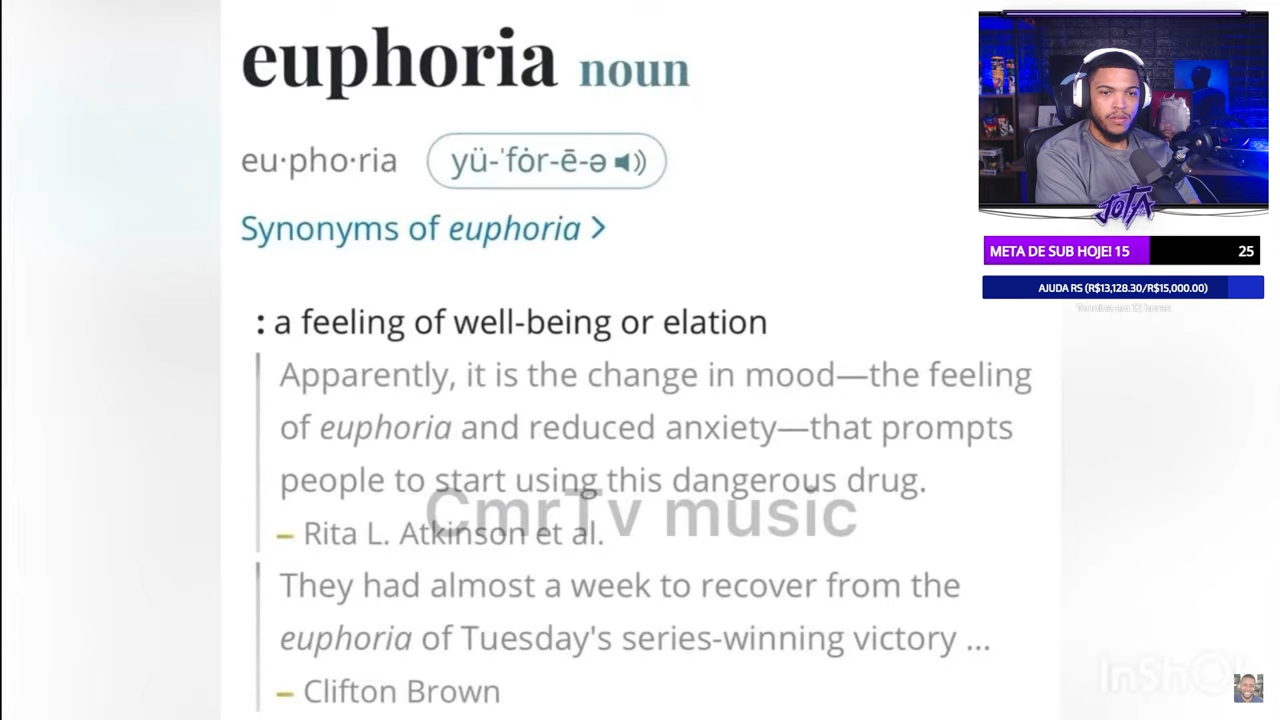 euphoria noun
eu·pho·ria yü-ˈfȯr-ē-ə
Synonyms of euphoria >
: a feeling of well-being or elation
Apparently, it is the change in mood—the feeling
of euphoria and reduced anxiety—that prompts
people to start using this dangerous drug.
CmrTv music
– Rita L. Atkinson et al.
They had almost a week to recover from the
euphoria of Tuesday's series-winning victory ...
– Clifton Brown
JOTA
META DE SUB HOJE! 15 25
AJUDA RS (R$13,128.30/R$15,000.00)
InShO